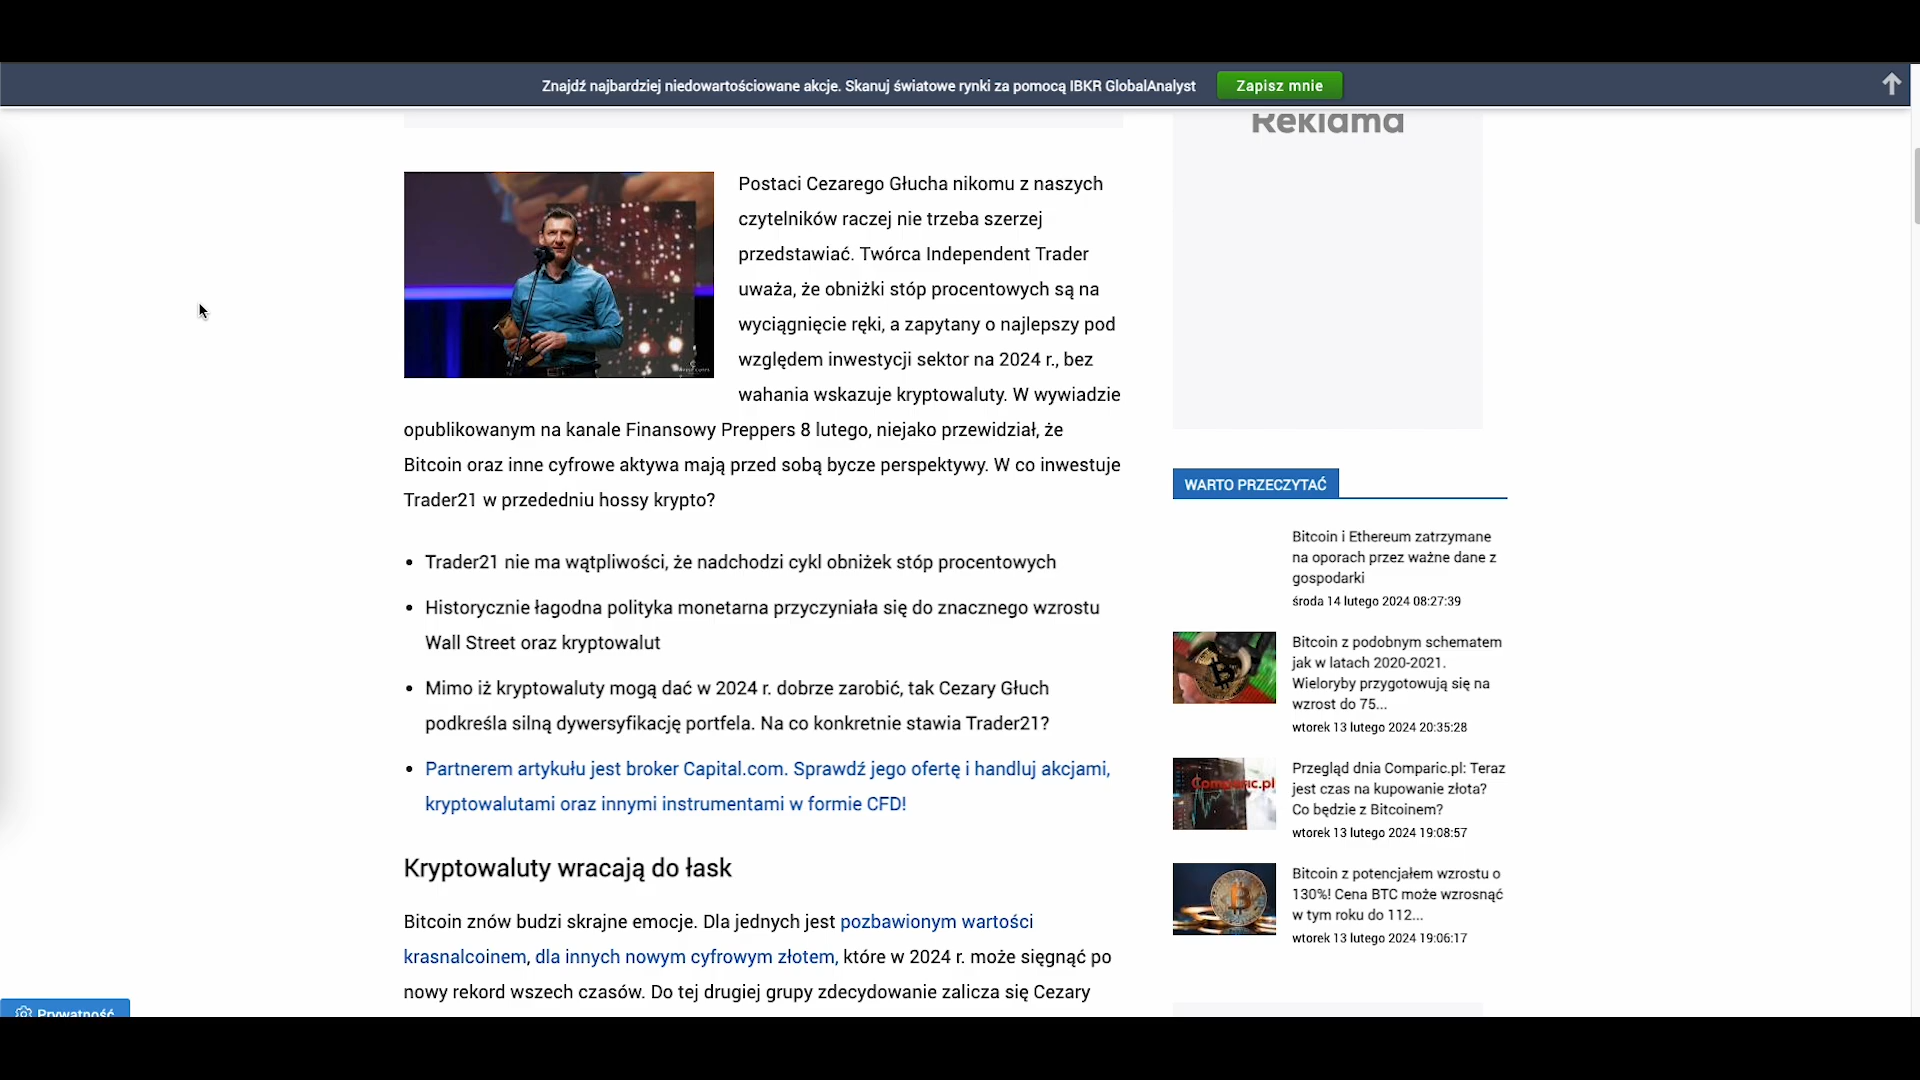 Znajdź najbardziej niedowartościowane akcje. Skanuj światowe rynki za pomocą IBKR GlobalAnalyst
Zapisz mnie
Reklama
Postaci Cezarego Głucha nikomu z naszych
czytelników raczej nie trzeba szerzej
przedstawiać. Twórca Independent Trader
uważa, że obniżki stóp procentowych są na
wyciągnięcie ręki, a zapytany o najlepszy pod
względem inwestycji sektor na 2024 r., bez
wahania wskazuje kryptowaluty. W wywiadzie
opublikowanym na kanale Finansowy Preppers 8 lutego, niejako przewidział, że
Bitcoin oraz inne cyfrowe aktywa mają przed sobą bycze perspektywy. W co inwestuje
Trader21 w przededniu hossy krypto?
• Trader21 nie ma wątpliwości, że nadchodzi cykl obniżek stóp procentowych
• Historycznie łagodna polityka monetarna przyczyniała się do znacznego wzrostu
Wall Street oraz kryptowalut
• Mimo iż kryptowaluty mogą dać w 2024 r. dobrze zarobić, tak Cezary Głuch
podkreśla silną dywersyfikację portfela. Na co konkretnie stawia Trader21?
• Partnerem artykułu jest broker Capital.com. Sprawdź jego ofertę i handluj akcjami,
kryptowalutami oraz innymi instrumentami w formie CFD!
Kryptowaluty wracają do łask
Bitcoin znów budzi skrajne emocje. Dla jednych jest pozbawionym wartości
krasnalcoinem, dla innych nowym cyfrowym złotem, które w 2024 r. może sięgnąć po
nowy rekord wszech czasów. Do tej drugiej grupy zdecydowanie zalicza się Cezary
WARTO PRZECZYTAĆ
Bitcoin i Ethereum zatrzymane
na oporach przez ważne dane z
gospodarki
środa 14 lutego 2024 08:27:39
Bitcoin z podobnym schematem
jak w latach 2020-2021.
Wieloryby przygotowują się na
wzrost do 75...
wtorek 13 lutego 2024 20:35:28
Comparic.pl
Przegląd dnia Comparic.pl: Teraz
jest czas na kupowanie złota?
Co będzie z Bitcoinem?
wtorek 13 lutego 2024 19:08:57
Bitcoin z potencjałem wzrostu o
130%! Cena BTC może wzrosnąć
w tym roku do 112...
wtorek 13 lutego 2024 19:06:17
Prywatność